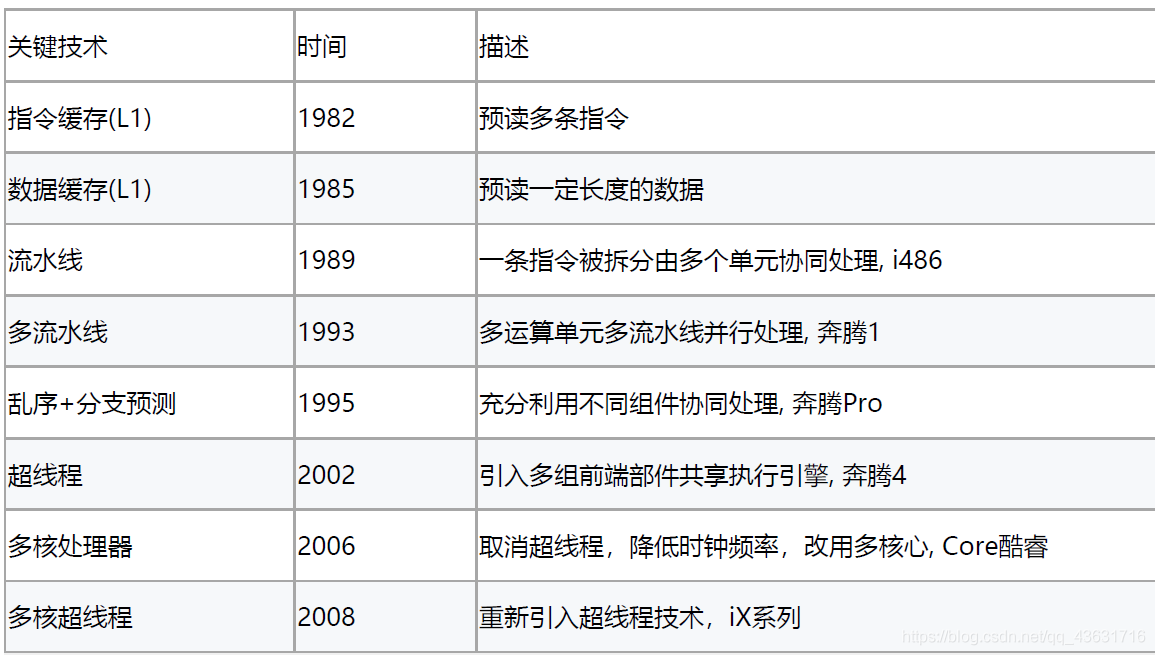 关键技术 时间 描述
指令缓存(L1) 1982 预读多条指令
数据缓存(L1) 1985 预读一定长度的数据
流水线 1989 一条指令被拆分由多个单元协同处理, i486
多流水线 1993 多运算单元多流水线并行处理, 奔腾1
乱序+分支预测 1995 充分利用不同组件协同处理, 奔腾Pro
超线程 2002 引入多组前端部件共享执行引擎, 奔腾4
多核处理器 2006 取消超线程，降低时钟频率，改用多核心, Core酷睿
多核超线程 2008 重新引入超线程技术，iX系列
https://blog.csdn.net/qq_43631716